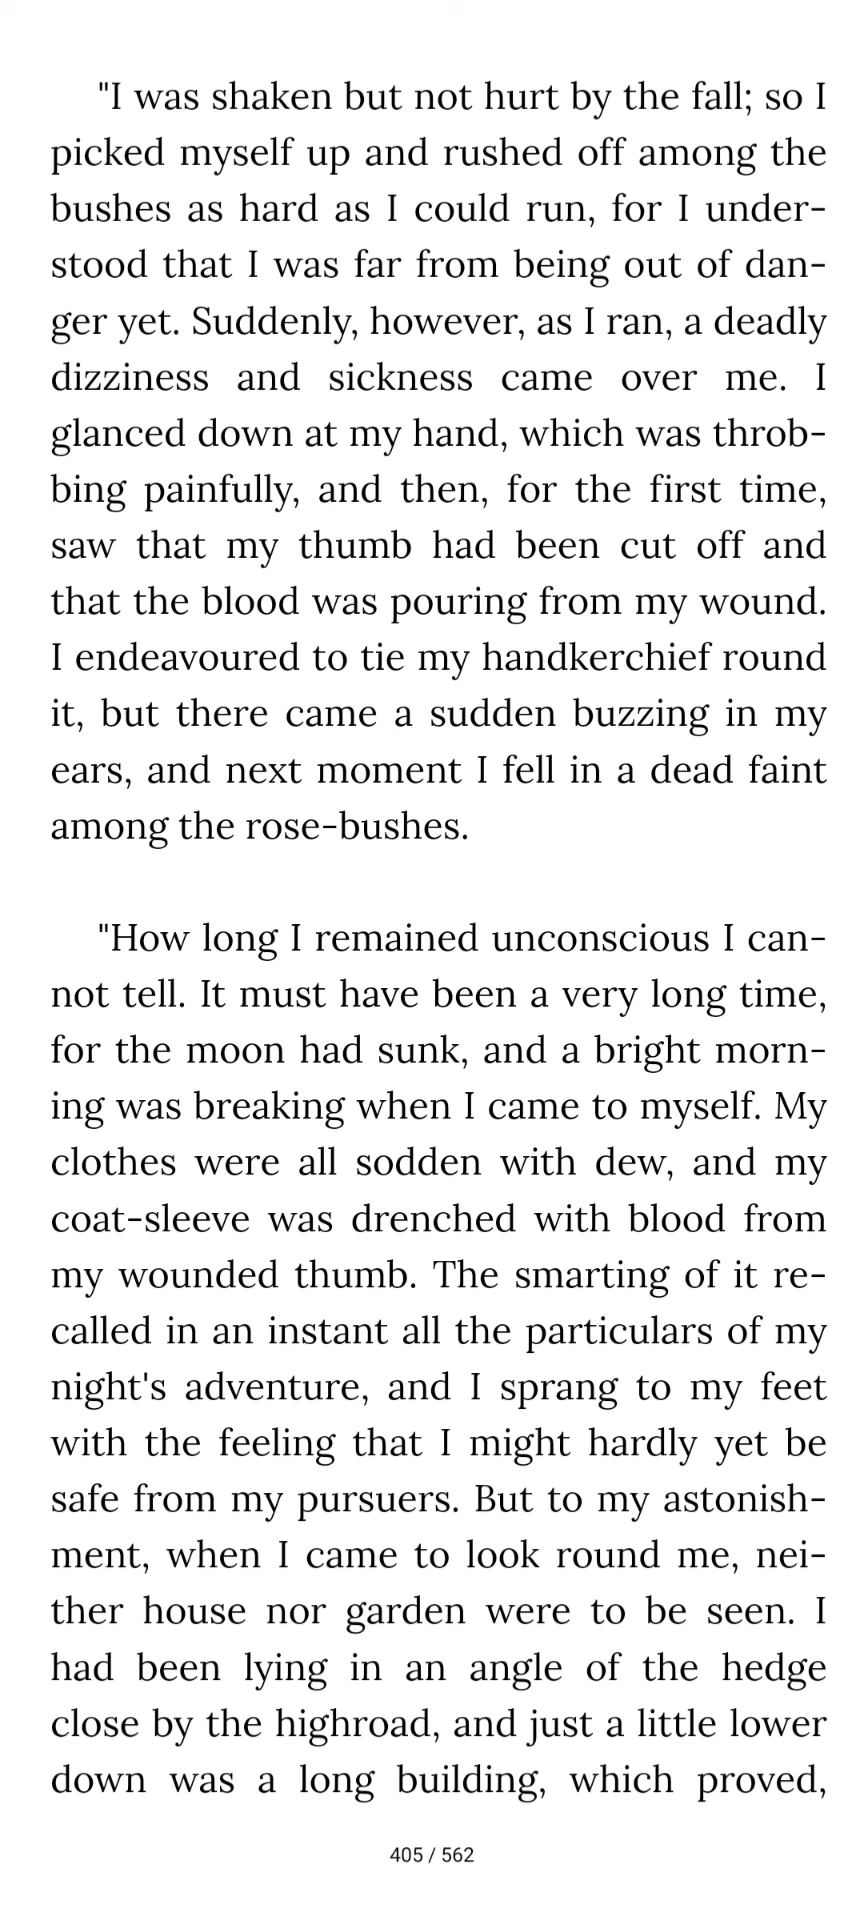 "I was shaken but not hurt by the fall; so I
picked myself up and rushed off among the
bushes as hard as I could run, for I under-
stood that I was far from being out of dan-
ger yet. Suddenly, however, as I ran, a deadly
dizziness and sickness came over me. I
glanced down at my hand, which was throb-
bing painfully, and then, for the first time,
saw that my thumb had been cut off and
that the blood was pouring from my wound.
I endeavoured to tie my handkerchief round
it, but there came a sudden buzzing in my
ears, and next moment I fell in a dead faint
among the rose-bushes.
"How long I remained unconscious I can-
not tell. It must have been a very long time,
for the moon had sunk, and a bright morn-
ing was breaking when I came to myself. My
clothes were all sodden with dew, and my
coat-sleeve was drenched with blood from
my wounded thumb. The smarting of it re-
called in an instant all the particulars of my
night's adventure, and I sprang to my feet
with the feeling that I might hardly yet be
safe from my pursuers. But to my astonish-
ment, when I came to look round me, nei-
ther house nor garden were to be seen. I
had been lying in an angle of the hedge
close by the highroad, and just a little lower
down was a long building, which proved,
405 / 562